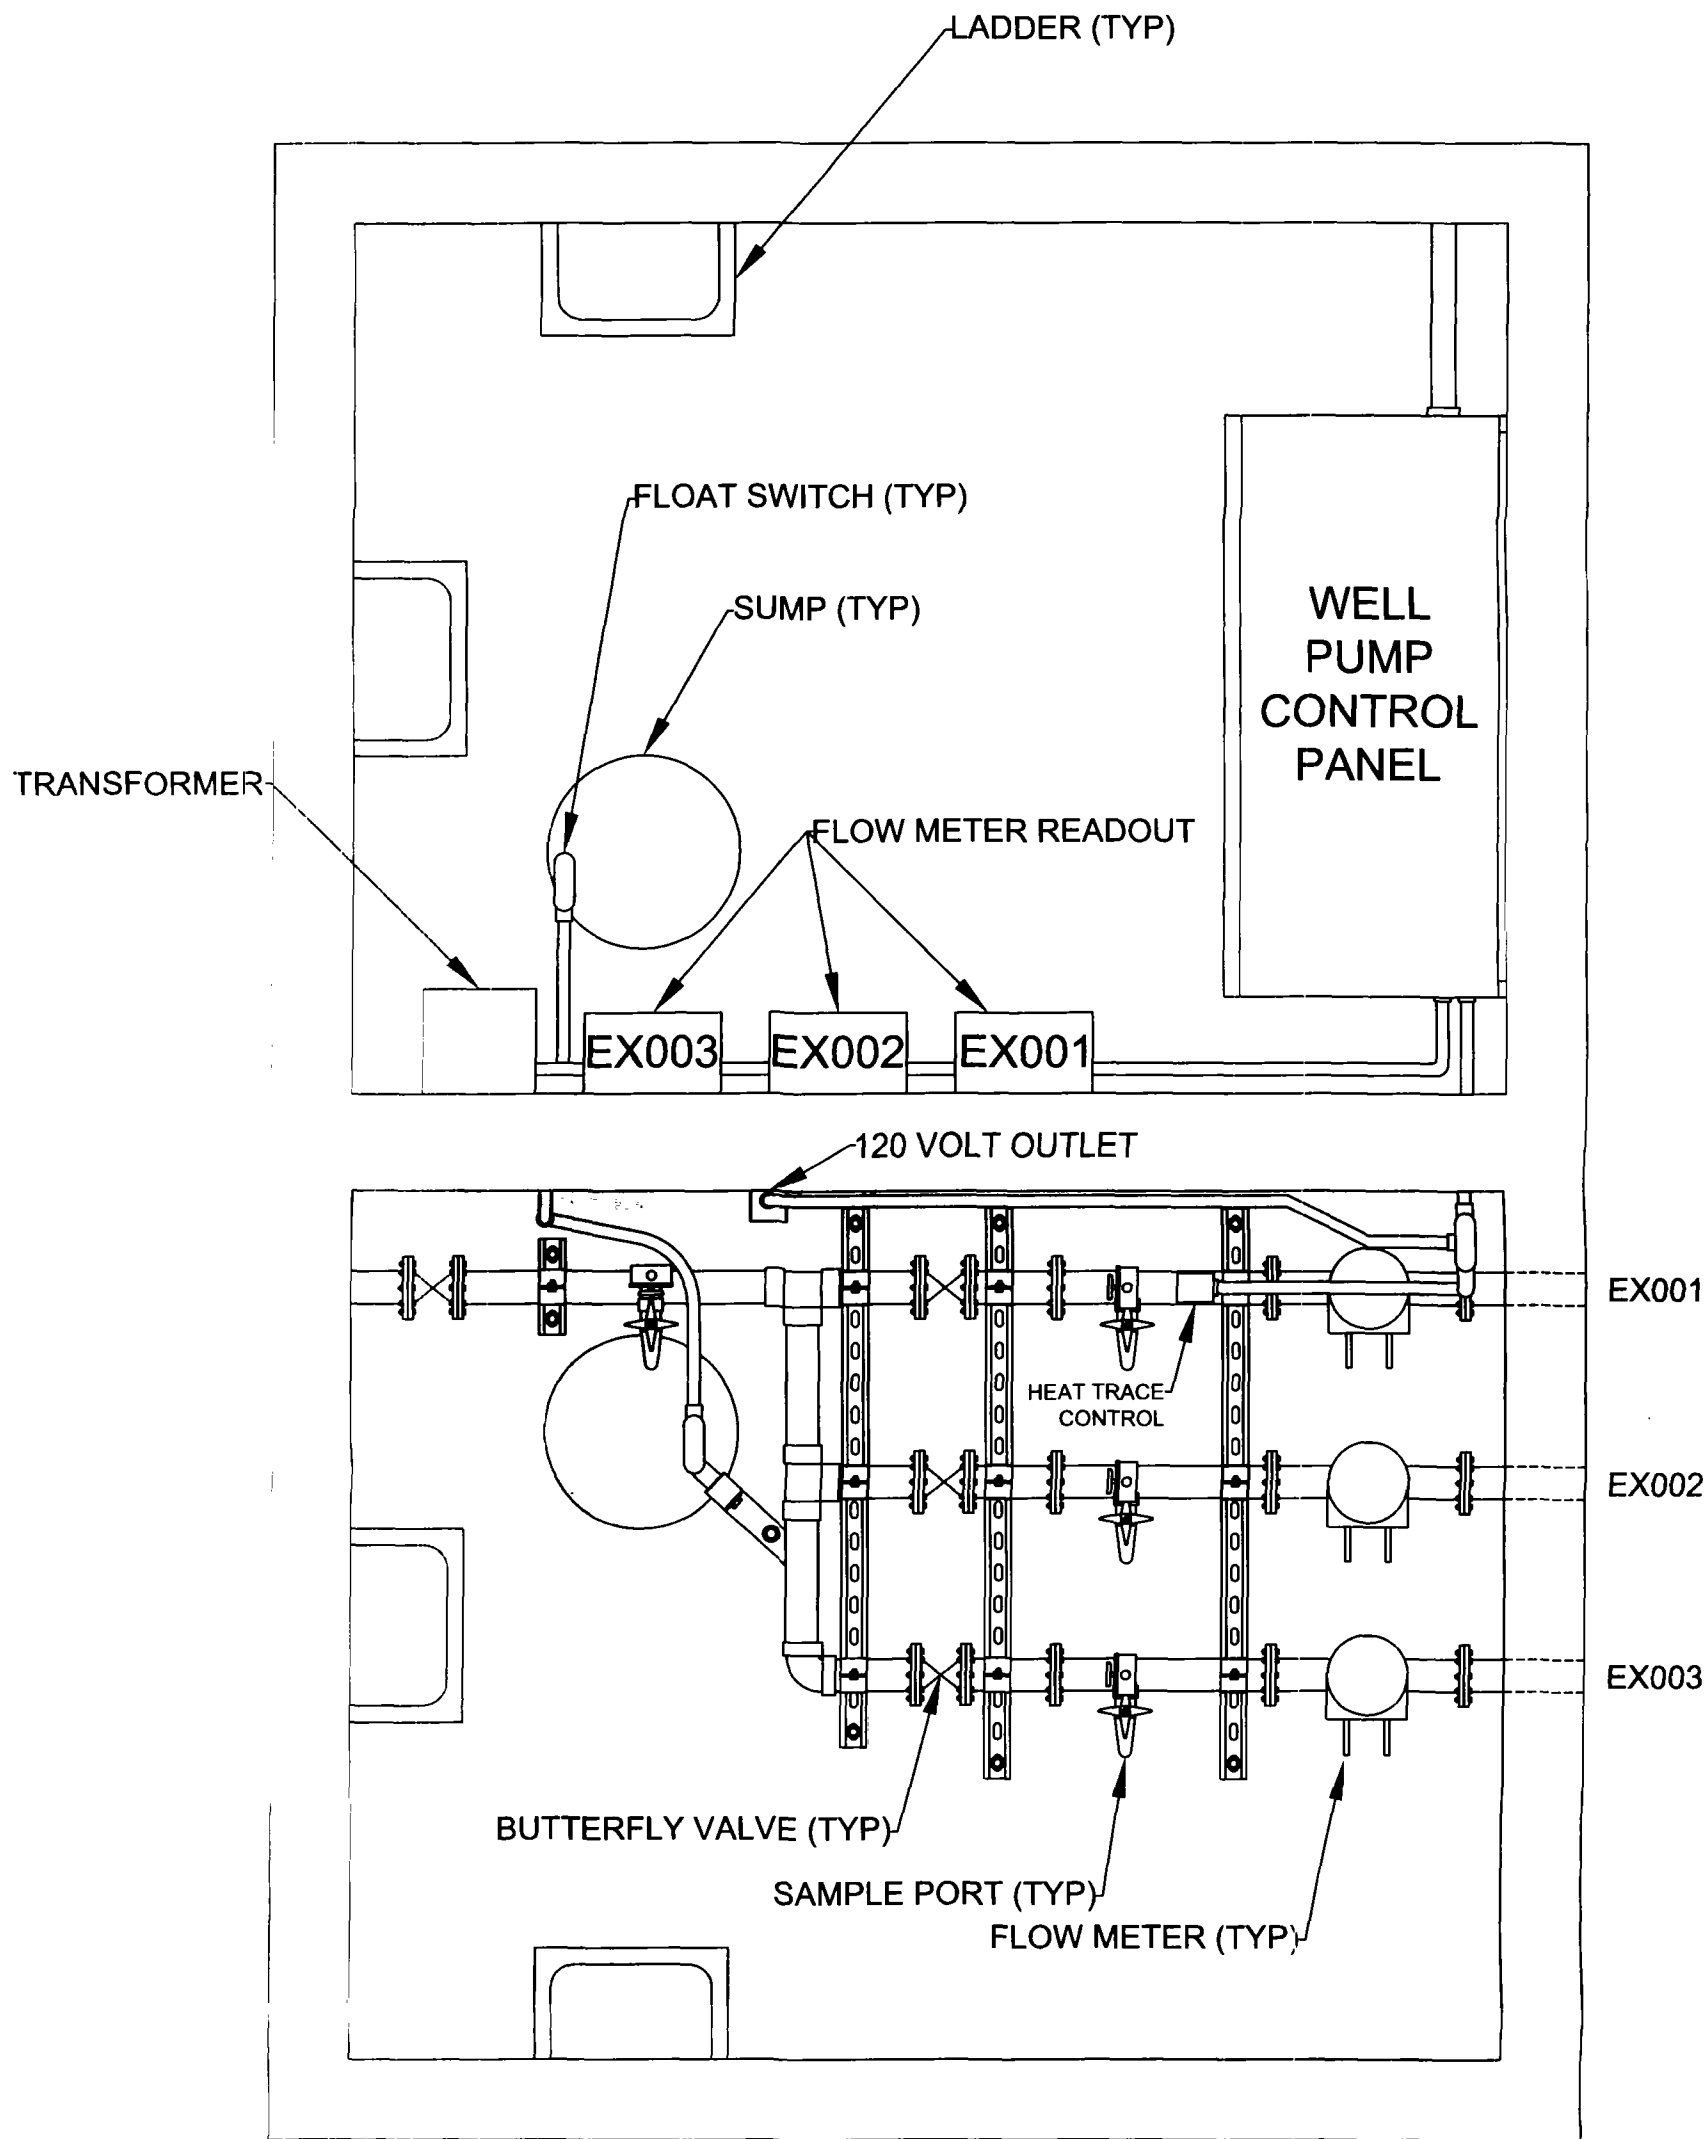 LADDER (TYP)
FLOAT SWITCH (TYP)
SUMP (TYP)
WELL
PUMP
CONTROL
PANEL
TRANSFORMER
FLOW METER READOUT
EX003
EX002
EX001
120 VOLT OUTLET
EX001
HEAT TRACE
CONTROL
EX002
EX003
BUTTERFLY VALVE (TYP)
SAMPLE PORT (TYP)
FLOW METER (TYP)